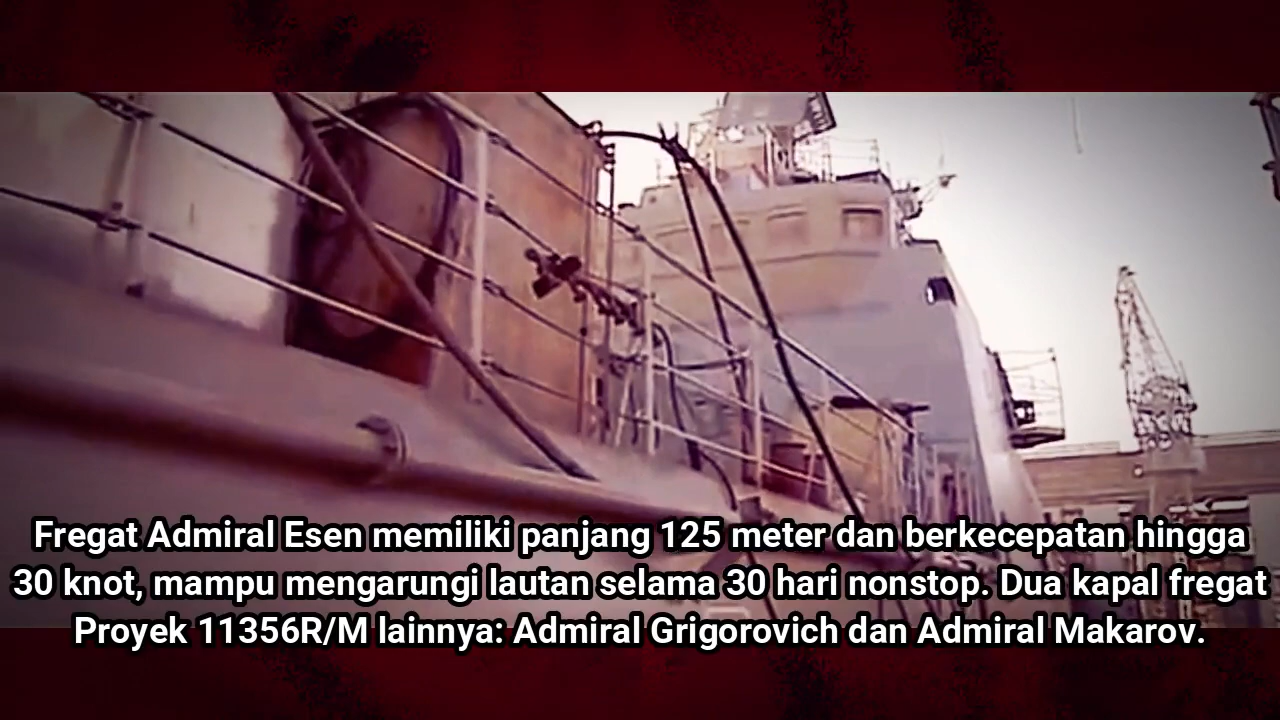 Fregat Admiral Esen memiliki panjang 125 meter dan berkecepatan hingga
30 knot, mampu mengarungi lautan selama 30 hari nonstop. Dua kapal fregat
Proyek 11356R/M lainnya: Admiral Grigorovich dan Admiral Makarov.